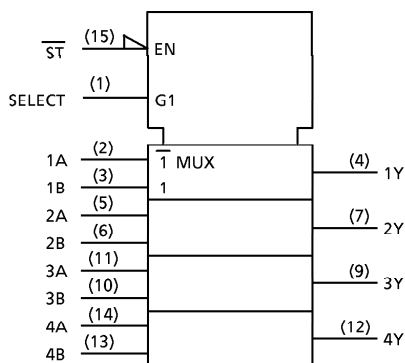 S̅T̅ (15) EN
SELECT (1) G1
1A (2) 1̅ MUX (4) 1Y
1B (3) 1
2A (5) (7) 2Y
2B (6)
3A (11) (9) 3Y
3B (10)
4A (14) (12) 4Y
4B (13)